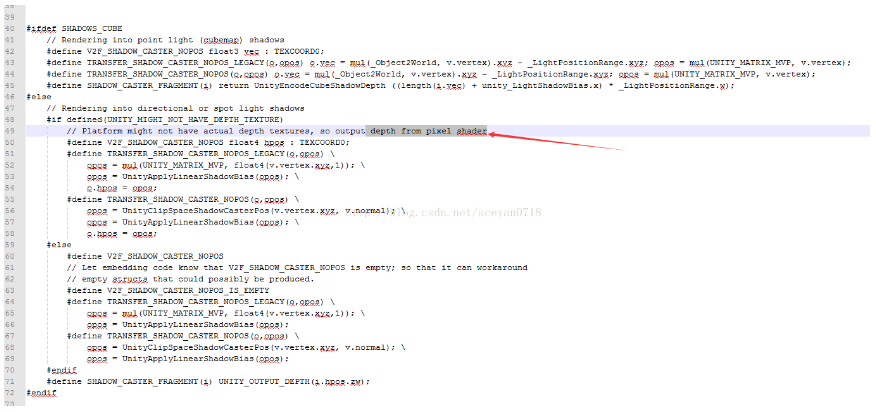 38
39
40 #ifdef SHADOWS_CUBE
41 // Rendering into point light (cubemap) shadows
42 #define V2F_SHADOW_CASTER_NOPOS float3 vec : TEXCOORD0;
43 #define TRANSFER_SHADOW_CASTER_NOPOS_LEGACY(o,opos) o.vec = mul(_Object2World, v.vertex).xyz - _LightPositionRange.xyz; opos = mul(UNITY_MATRIX_MVP, v.vertex);
44 #define TRANSFER_SHADOW_CASTER_NOPOS(o,opos) o.vec = mul(_Object2World, v.vertex).xyz - _LightPositionRange.xyz; opos = mul(UNITY_MATRIX_MVP, v.vertex);
45 #define SHADOW_CASTER_FRAGMENT(i) return UnityEncodeCubeShadowDepth ((length(i.vec) + unity_LightShadowBias.x) * _LightPositionRange.w);
46 #else
47 // Rendering into directional or spot light shadows
48 #if defined(UNITY_MIGHT_NOT_HAVE_DEPTH_TEXTURE)
49 // Platform might not have actual depth textures, so output depth from pixel shader
50 #define V2F_SHADOW_CASTER_NOPOS float4 hpos : TEXCOORD0;
51 #define TRANSFER_SHADOW_CASTER_NOPOS_LEGACY(o,opos) \
52 opos = mul(UNITY_MATRIX_MVP, float4(v.vertex.xyz,1)); \
53 opos = UnityApplyLinearShadowBias(opos); \
54 o.hpos = opos;
55 #define TRANSFER_SHADOW_CASTER_NOPOS(o,opos) \
56 opos = UnityClipSpaceShadowCasterPos(v.vertex.xyz, v.normal); \
57 opos = UnityApplyLinearShadowBias(opos); \
58 o.hpos = opos;
59 #else
60 #define V2F_SHADOW_CASTER_NOPOS
61 // Let embedding code know that V2F_SHADOW_CASTER_NOPOS is empty; so that it can workaround
62 // empty structs that could possibly be produced.
63 #define V2F_SHADOW_CASTER_NOPOS_IS_EMPTY
64 #define TRANSFER_SHADOW_CASTER_NOPOS_LEGACY(o,opos) \
65 opos = mul(UNITY_MATRIX_MVP, float4(v.vertex.xyz,1)); \
66 opos = UnityApplyLinearShadowBias(opos);
67 #define TRANSFER_SHADOW_CASTER_NOPOS(o,opos) \
68 opos = UnityClipSpaceShadowCasterPos(v.vertex.xyz, v.normal); \
69 opos = UnityApplyLinearShadowBias(opos);
70 #endif
71 #define SHADOW_CASTER_FRAGMENT(i) UNITY_OUTPUT_DEPTH(i.hpos.zw);
72 #endif
73